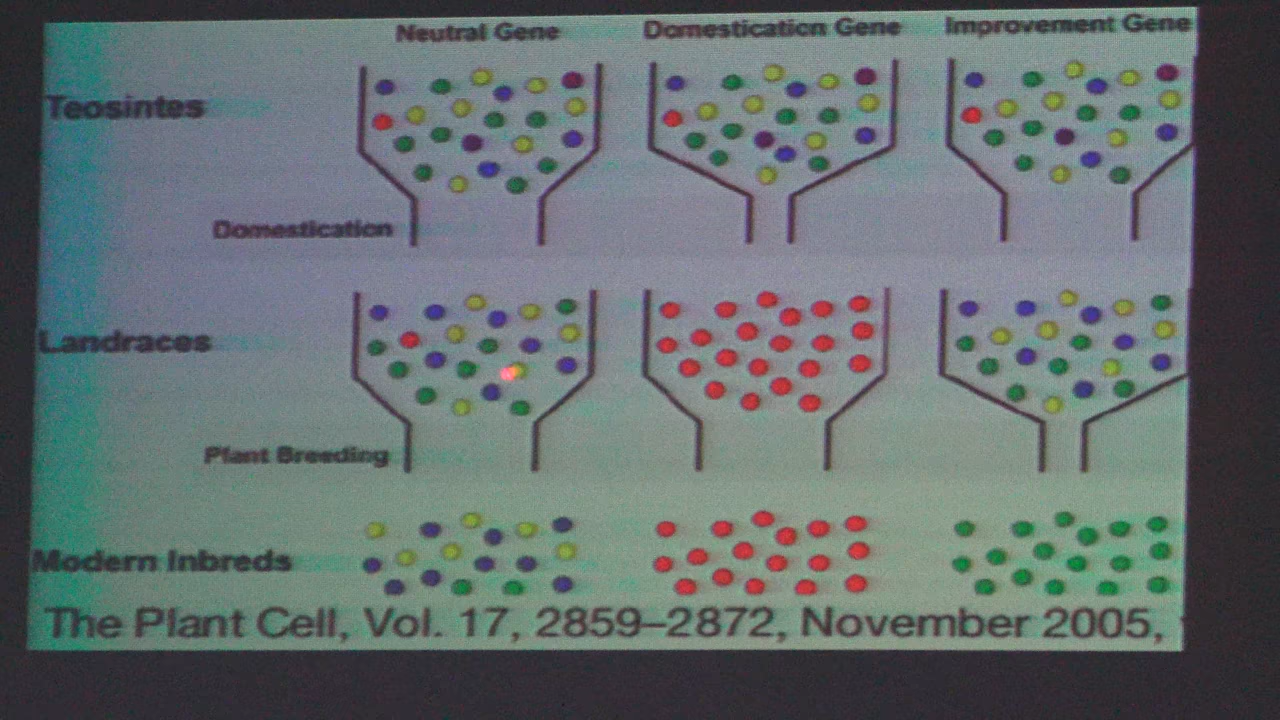 Neutral Gene Domestication Gene Improvement Gene
Teosintes
Domestication
Landraces
Plant Breeding
Modern Inbreds
The Plant Cell, Vol. 17, 2859–2872, November 2005,